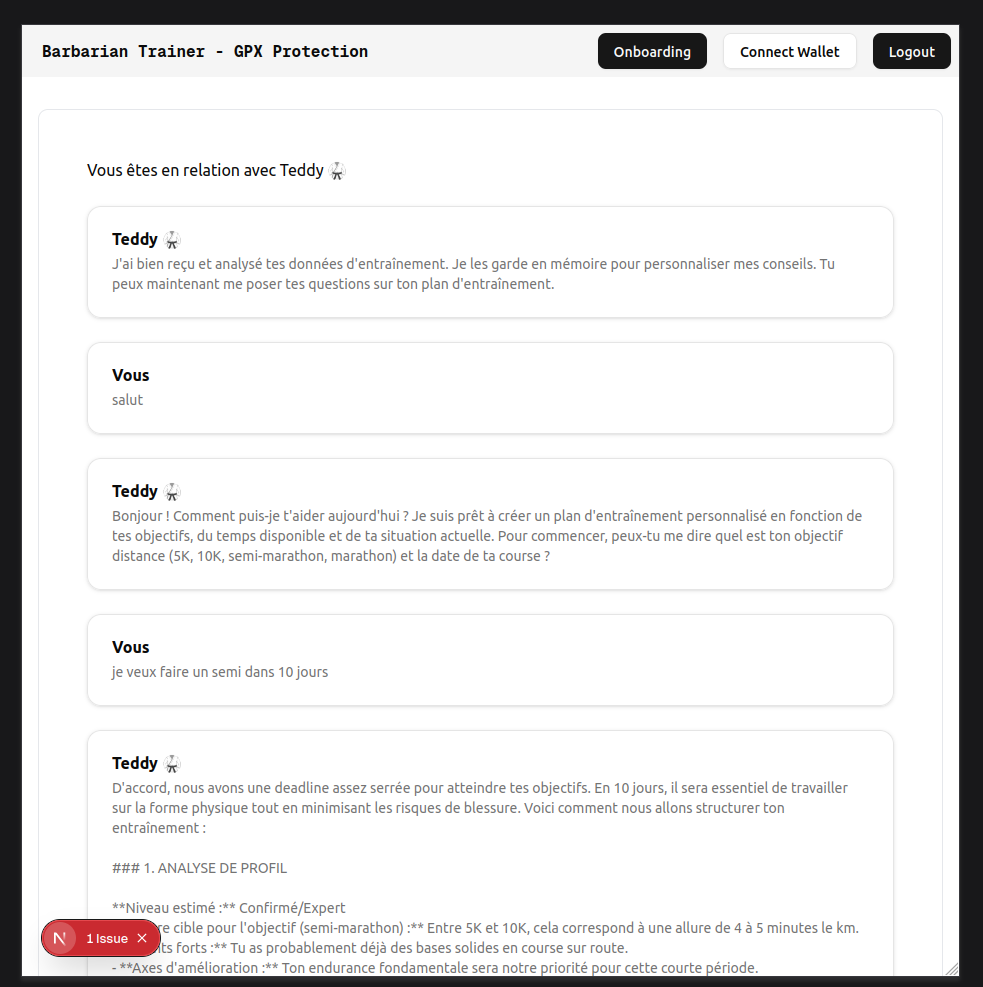 Barbarian Trainer - GPX Protection
Onboarding
Connect Wallet
Logout
Vous êtes en relation avec Teddy 🥋
Teddy 🥋
J'ai bien reçu et analysé tes données d'entraînement. Je les garde en mémoire pour personnaliser mes conseils. Tu
peux maintenant me poser tes questions sur ton plan d'entraînement.
Vous
salut
Teddy 🥋
Bonjour ! Comment puis-je t'aider aujourd'hui ? Je suis prêt à créer un plan d'entraînement personnalisé en fonction de
tes objectifs, du temps disponible et de ta situation actuelle. Pour commencer, peux-tu me dire quel est ton objectif
distance (5K, 10K, semi-marathon, marathon) et la date de ta course ?
Vous
je veux faire un semi dans 10 jours
Teddy 🥋
D'accord, nous avons une deadline assez serrée pour atteindre tes objectifs. En 10 jours, il sera essentiel de travailler
sur la forme physique tout en minimisant les risques de blessure. Voici comment nous allons structurer ton
entraînement :
### 1. ANALYSE DE PROFIL
**Niveau estimé :** Confirmé/Expert
cible pour l'objectif (semi-marathon) :** Entre 5K et 10K, cela correspond à une allure de 4 à 5 minutes le km.
forts :** Tu as probablement déjà des bases solides en course sur route.
- **Axes d'amélioration :** Ton endurance fondamentale sera notre priorité pour cette courte période.
N
1 Issue